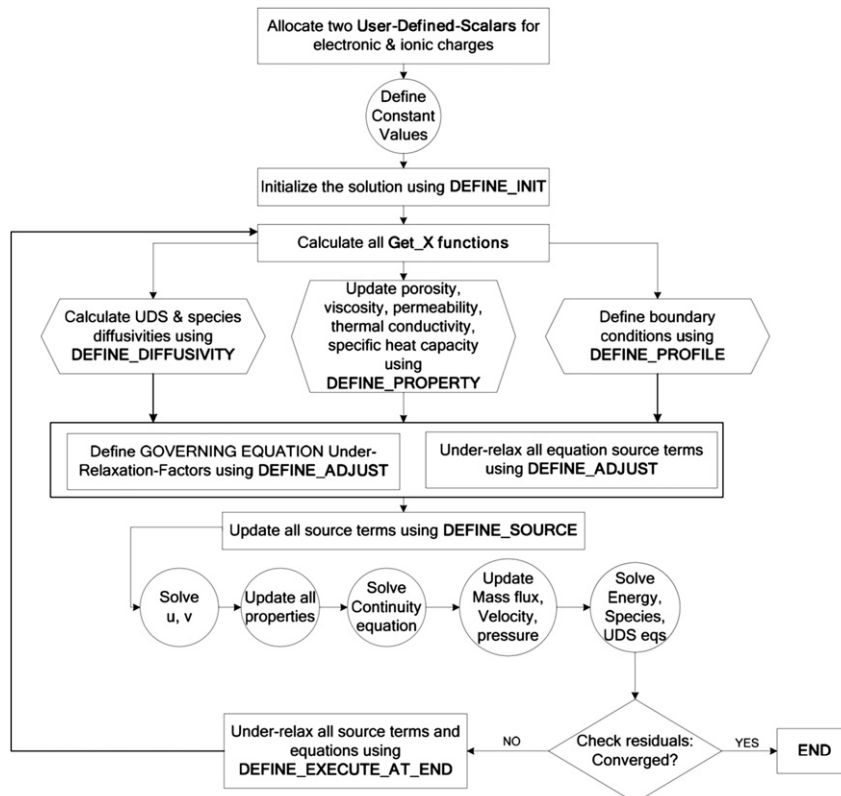 Allocate two User-Defined-Scalars for
electronic & ionic charges
Define
Constant
Values
Initialize the solution using DEFINE_INIT
Calculate all Get_X functions
Calculate UDS & species
diffusivities using
DEFINE_DIFFUSIVITY
Update porosity,
viscosity, permeability,
thermal conductivity,
specific heat capacity
using
DEFINE_PROPERTY
Define boundary
conditions using
DEFINE_PROFILE
Define GOVERNING EQUATION Under-
Relaxation-Factors using DEFINE_ADJUST
Under-relax all equation source terms
using DEFINE_ADJUST
Update all source terms using DEFINE_SOURCE
Solve
u, v
Update all
properties
Solve
Continuity
equation
Update
Mass flux,
Velocity,
pressure
Solve
Energy,
Species,
UDS eqs
Under-relax all source terms and
equations using
DEFINE_EXECUTE_AT_END
NO
Check residuals:
Converged?
YES
END